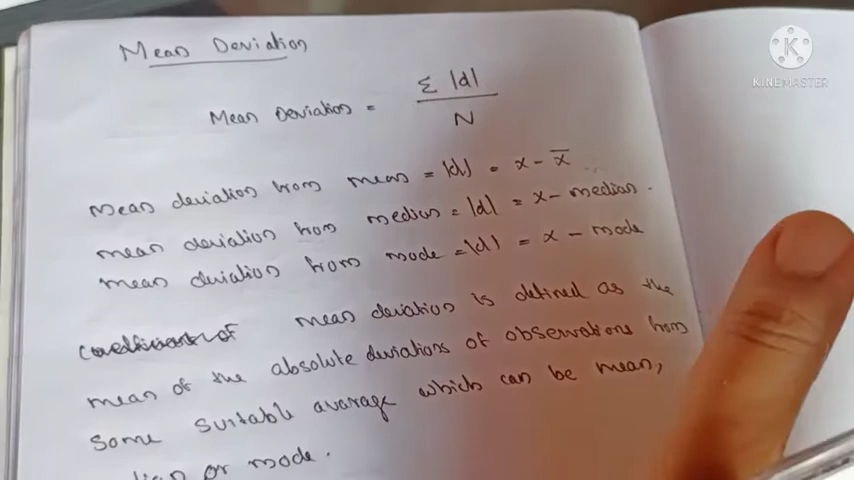 Mean Deviation
Mean Deviation = Σ |d| / N
Mean deviation from mean = |d| = x - x̅
mean deviation from median = |d| = x - median.
mean deviation from mode = |d| = x - mode
mean deviation is defined as the
mean of the absolute deviations of observations from
some suitable avarage which can be mean,
or mode.
KINEMASTER